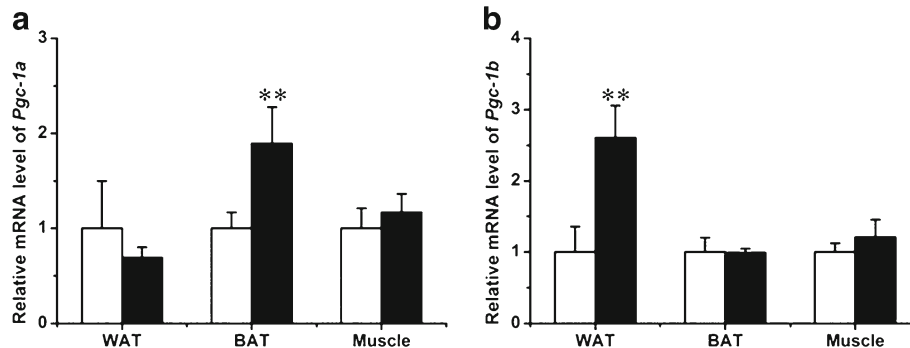 a
Relative mRNA level of Pgc-1a
3
2
1
0
**
WAT BAT Muscle
b
Relative mRNA level of Pgc-1b
4
3
2
1
0
**
WAT BAT Muscle